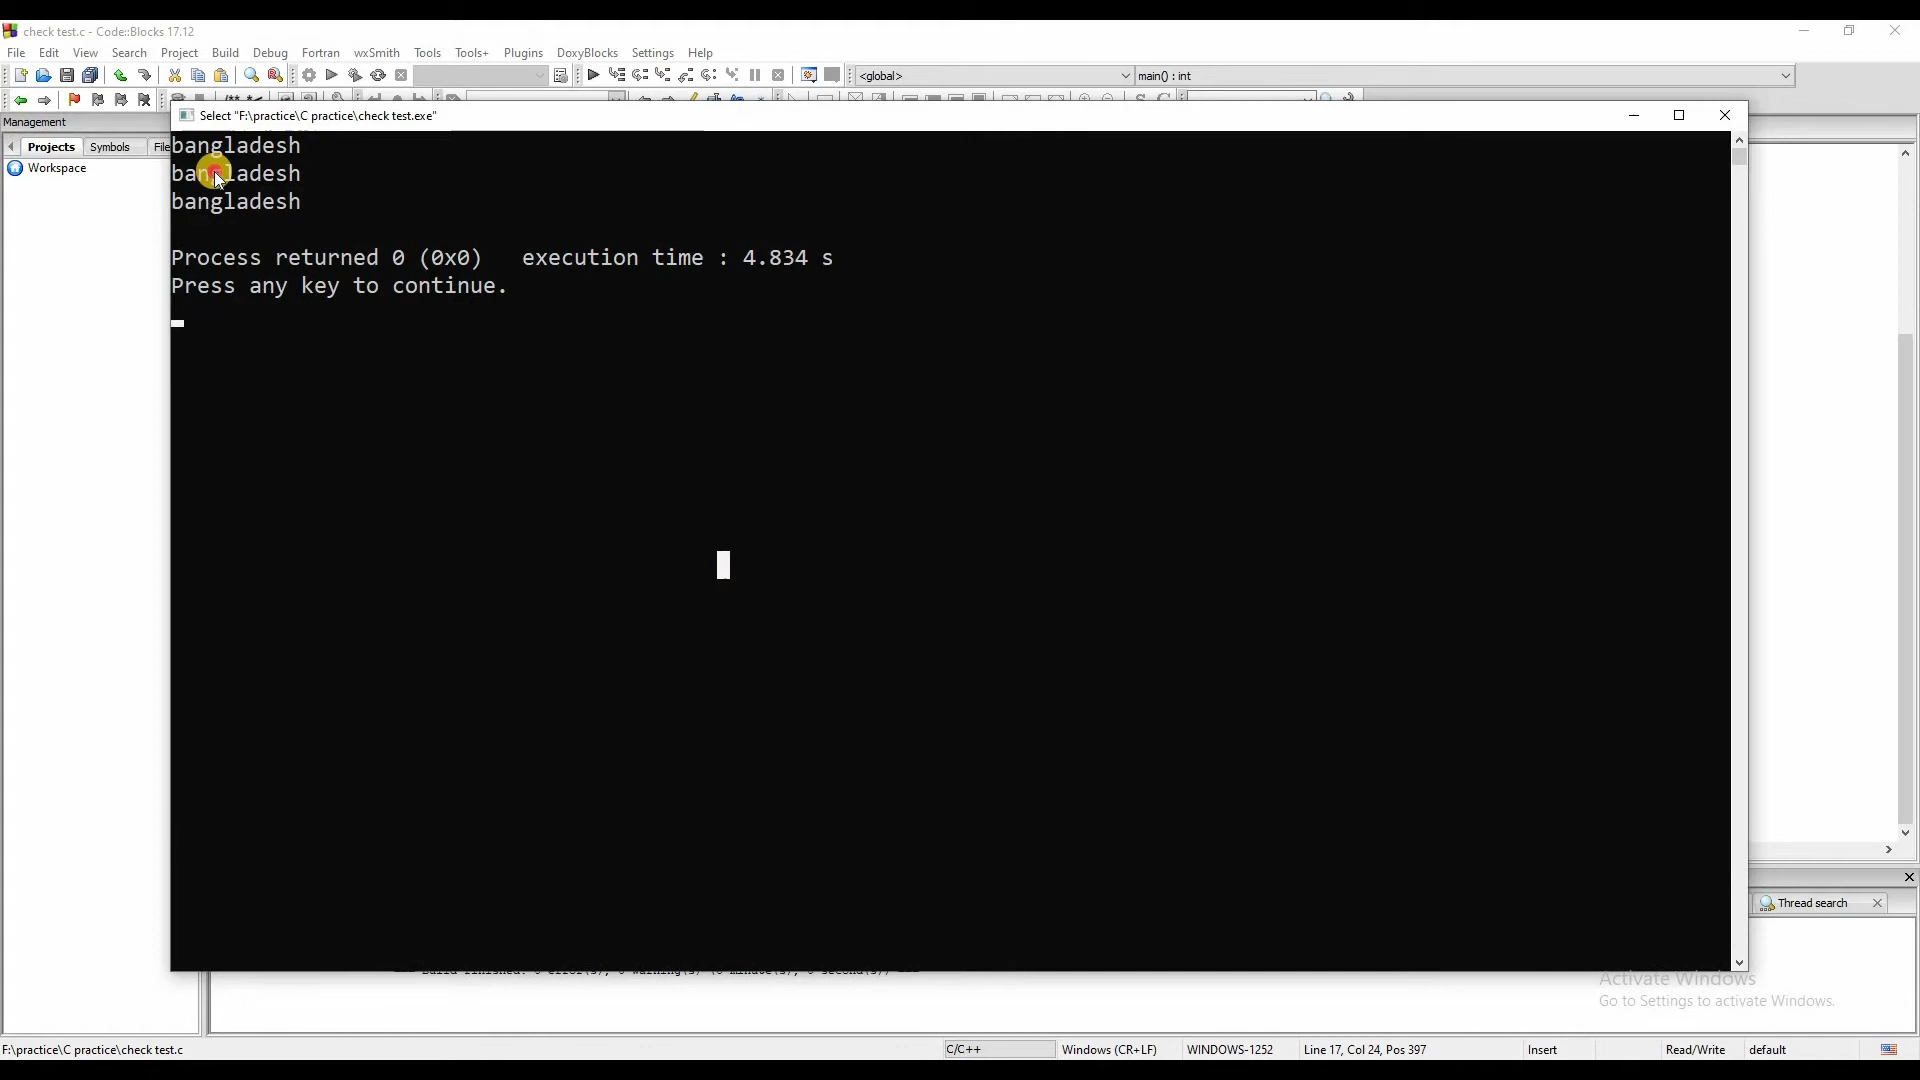 check test.c - Code::Blocks 17.12
File Edit View Search Project Build Debug Fortran wxSmith Tools Tools+ Plugins DoxyBlocks Settings Help
<global> main() : int
Select "F:\practice\C practice\check test.exe"
Management
Projects Symbols File
Workspace
bangladesh
bangladesh
bangladesh
Process returned 0 (0x0)   execution time : 4.834 s
Press any key to continue.
Thread search
Activate Windows
Go to Settings to activate Windows.
F:\practice\C practice\check test.c C/C++ Windows (CR+LF) WINDOWS-1252 Line 17, Col 24, Pos 397 Insert Read/Write default